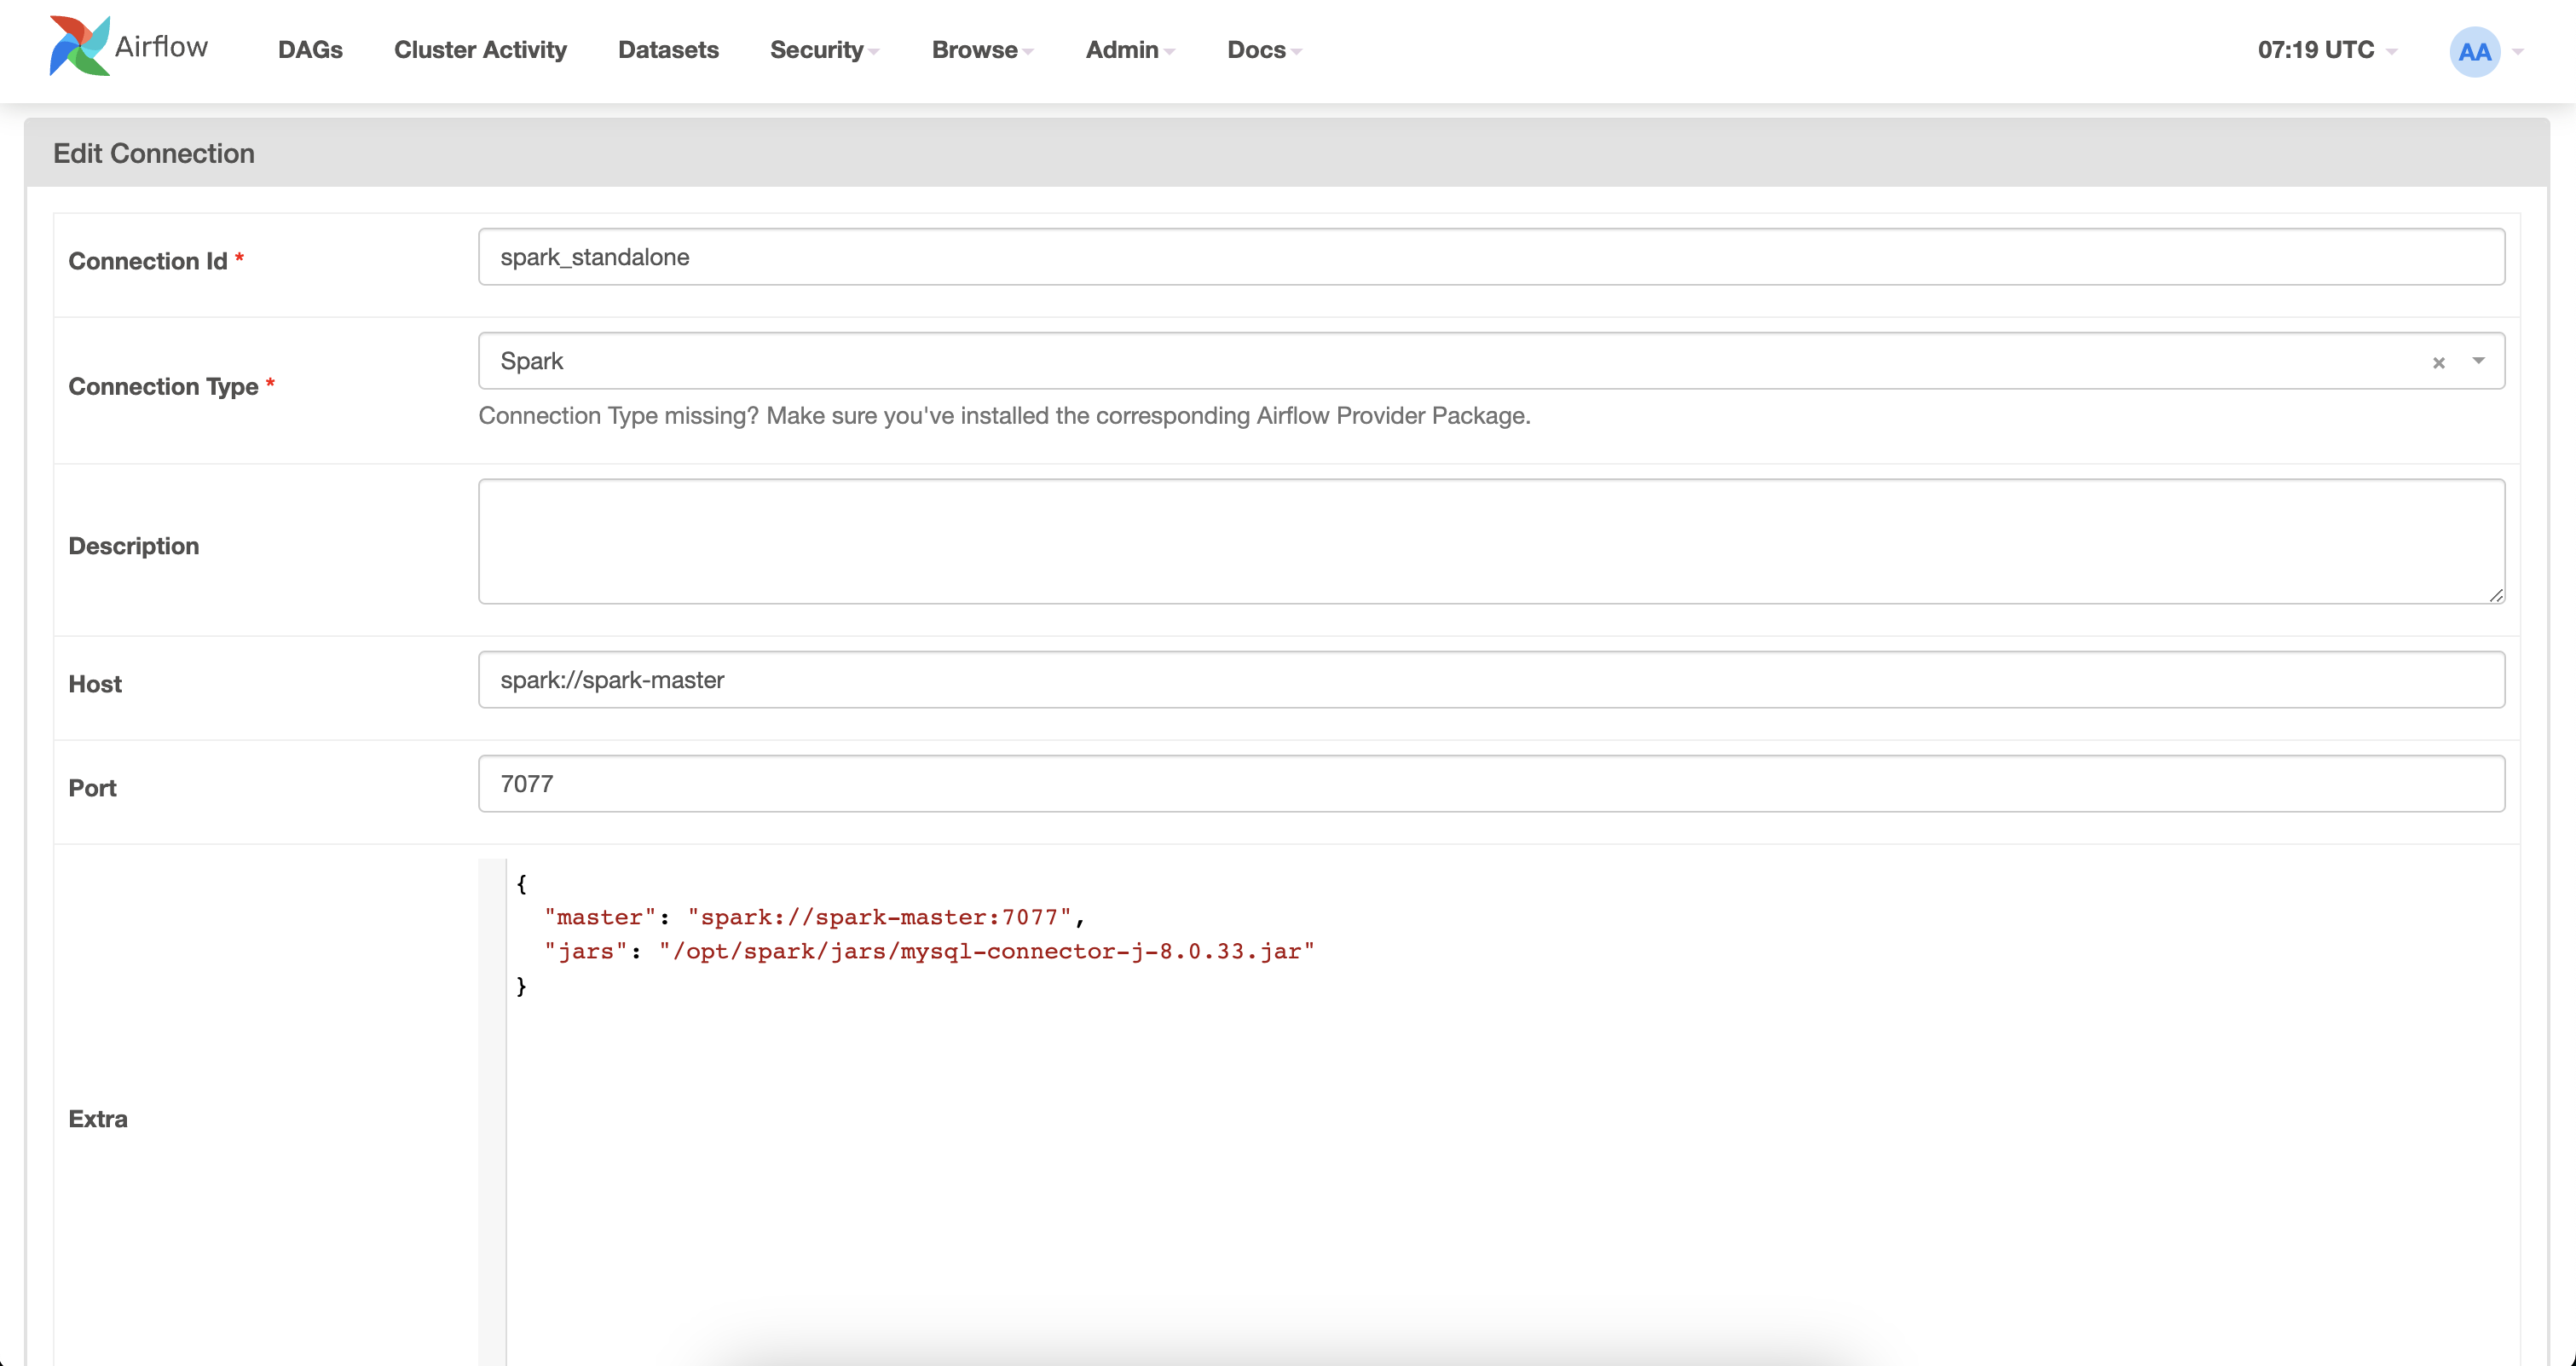 Airflow DAGs Cluster Activity Datasets Security Browse Admin Docs 07:19 UTC AA
Edit Connection
Connection Id * spark_standalone
Connection Type * Spark × 
Connection Type missing? Make sure you've installed the corresponding Airflow Provider Package.
Description
Host spark://spark-master
Port 7077
Extra
{
"master": "spark://spark-master:7077",
"jars": "/opt/spark/jars/mysql-connector-j-8.0.33.jar"
}